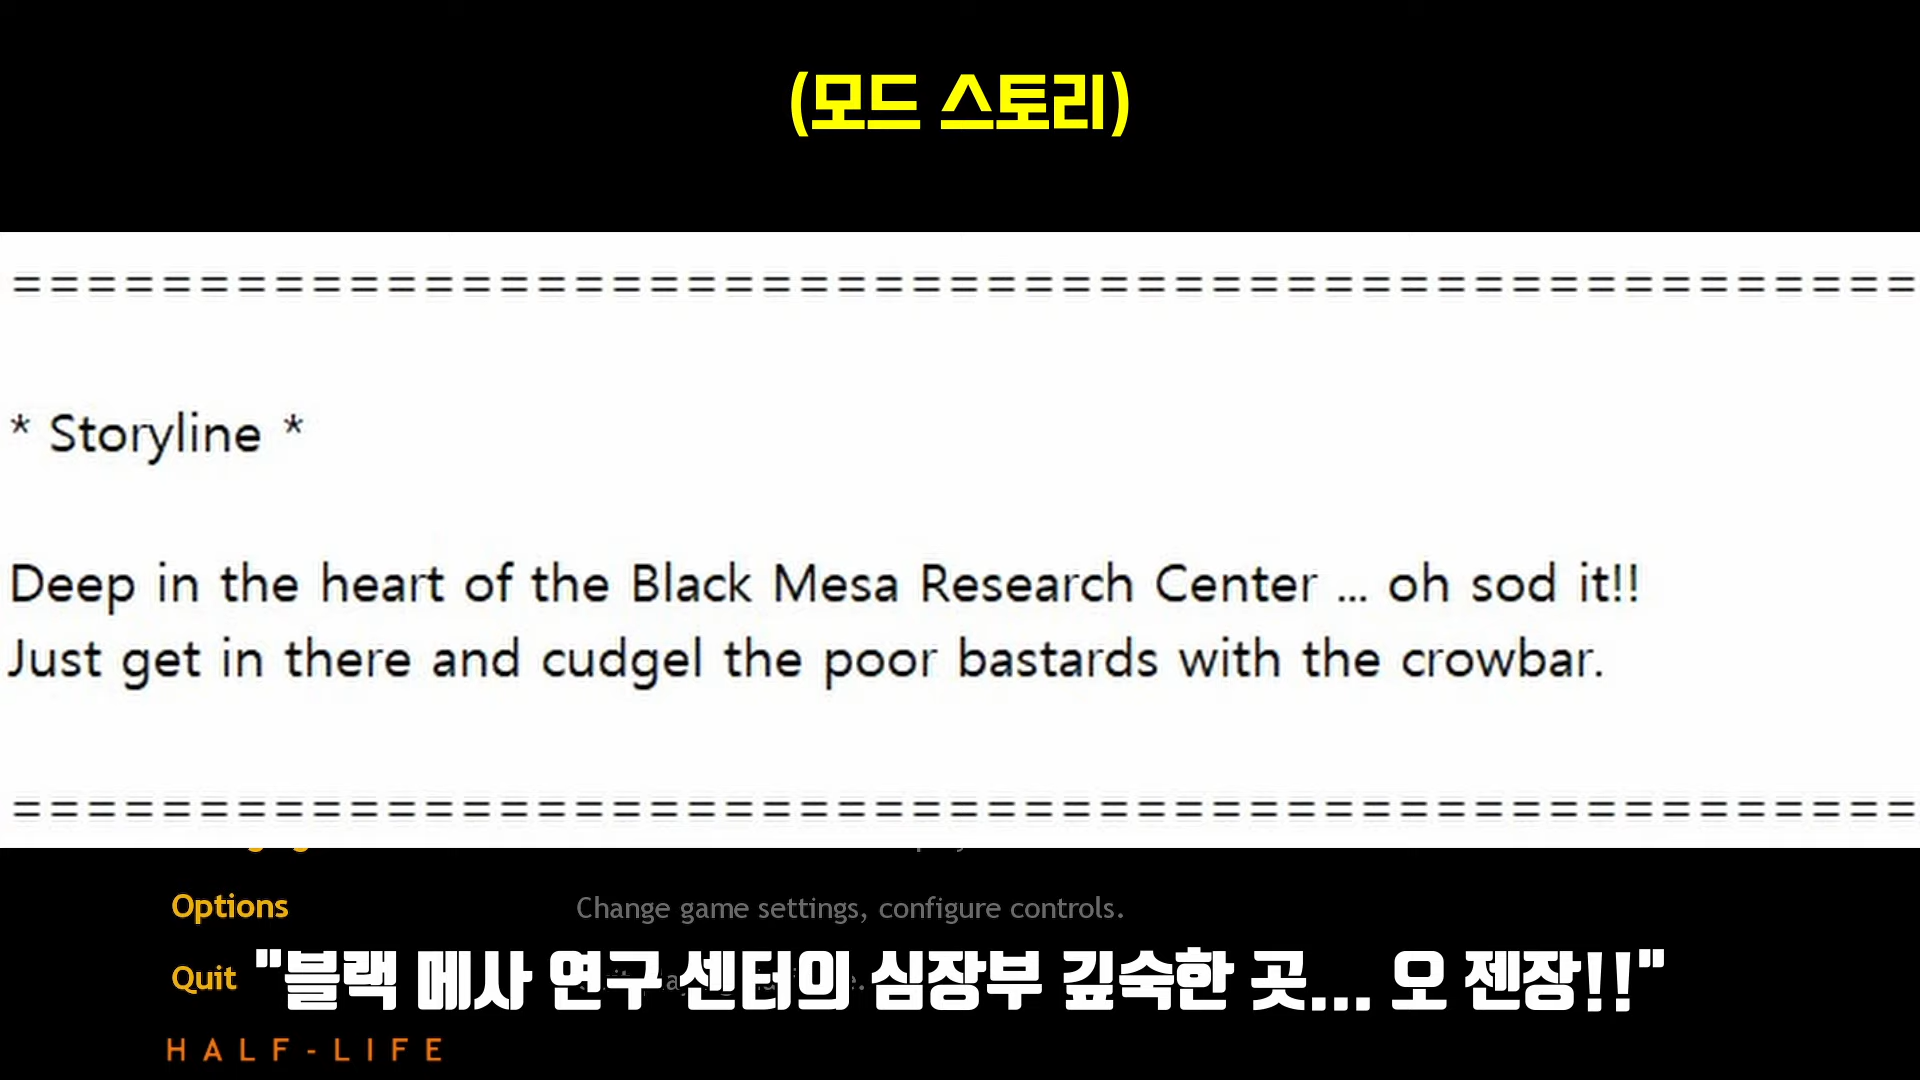 (모드 스토리)
===================================================
* Storyline *
Deep in the heart of the Black Mesa Research Center ... oh sod it!!
Just get in there and cudgel the poor bastards with the crowbar.
===================================================
Options
Change game settings, configure controls.
Quit
"블랙 메사 연구 센터의 심장부 깊숙한 곳... 오 젠장!!"
HALF-LIFE